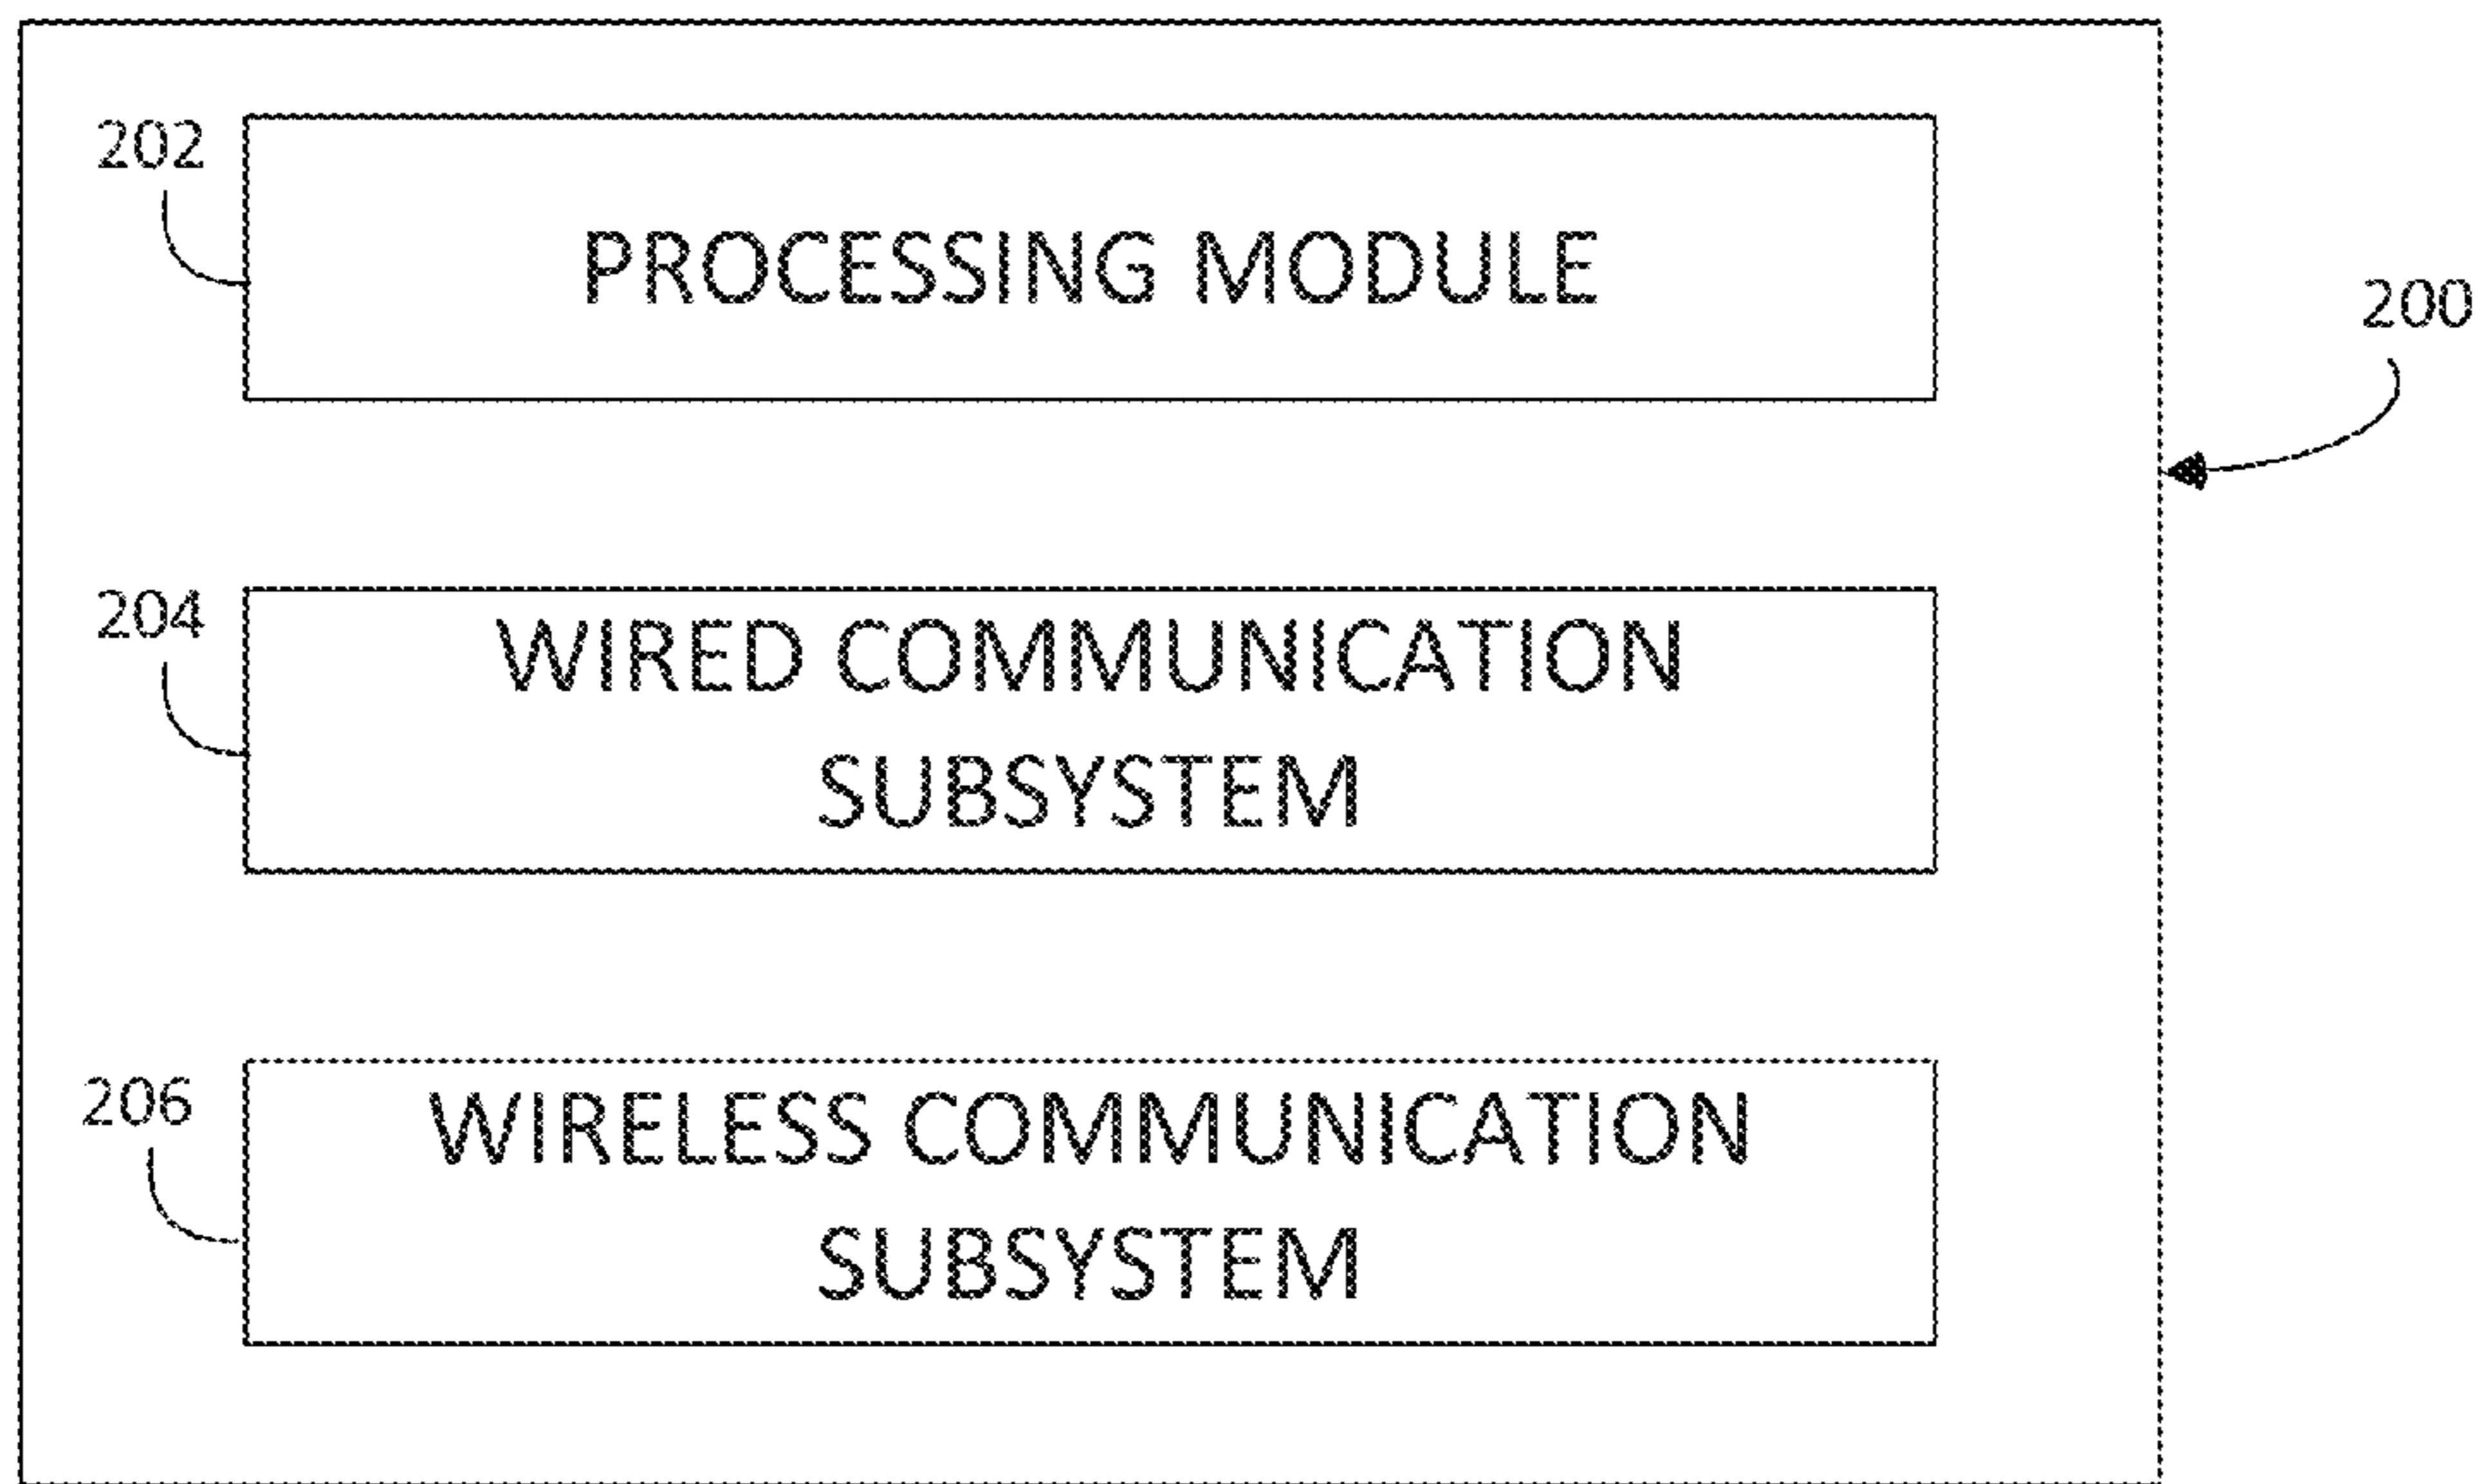 202
PROCESSING MODULE
200
204
WIRED COMMUNICATION
SUBSYSTEM
206
WIRELESS COMMUNICATION
SUBSYSTEM